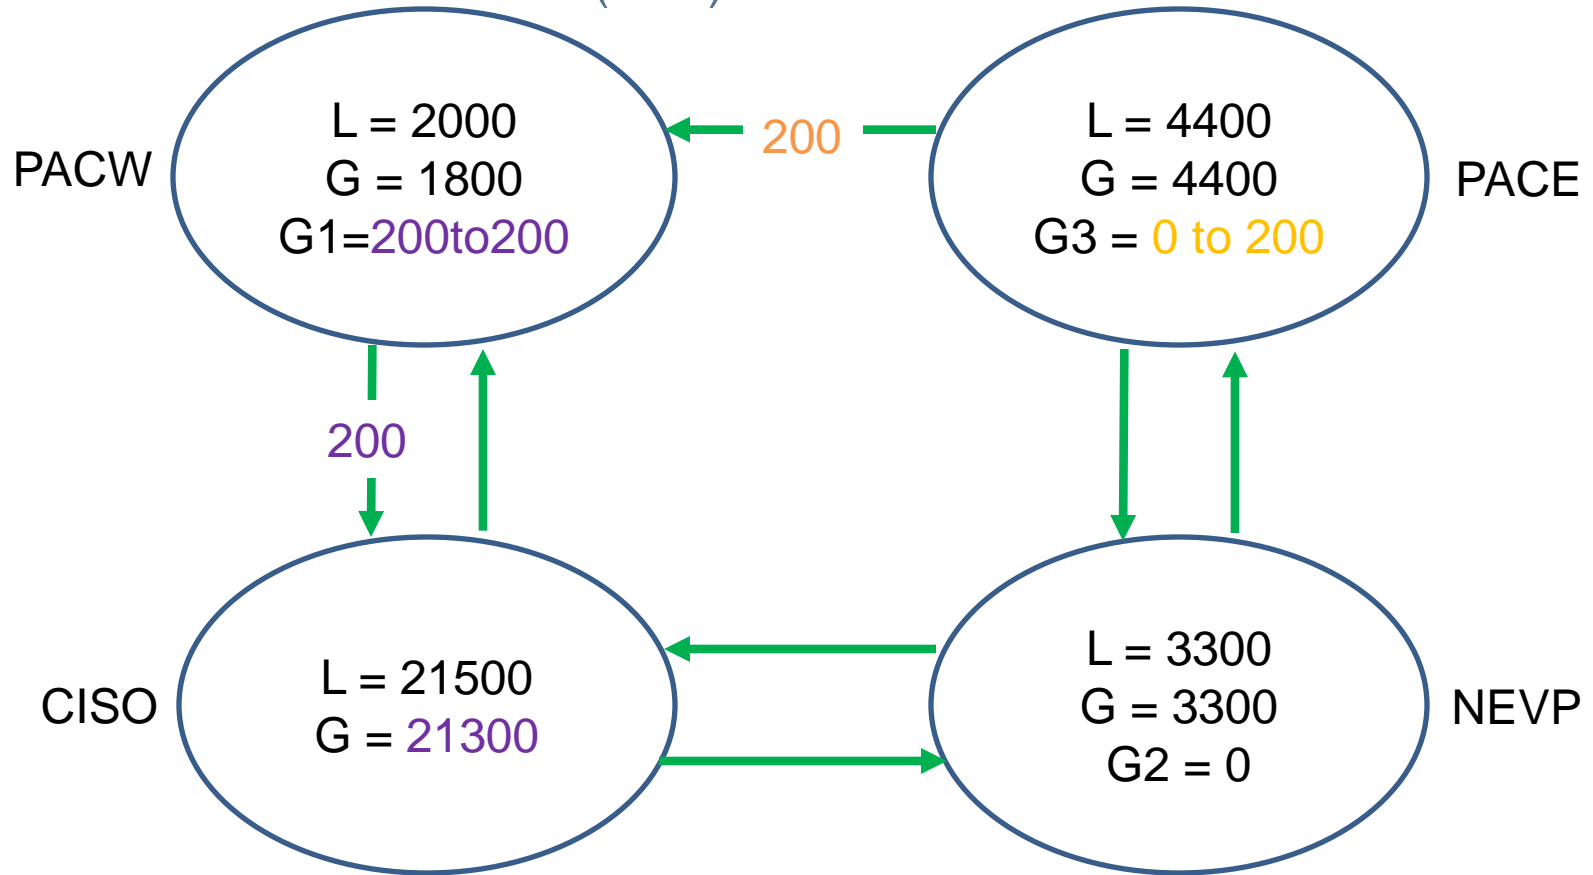 PACW
L = 2000
G = 1800
G1=200to200
200
L = 4400
G = 4400
G3 = 0 to 200
PACE
200
CISO
L = 21500
G = 21300
L = 3300
G = 3300
G2 = 0
NEVP